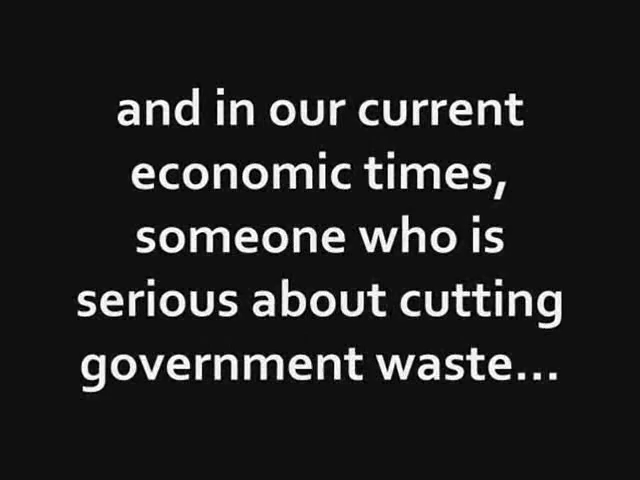 and in our current
economic times,
someone who is
serious about cutting
government waste...